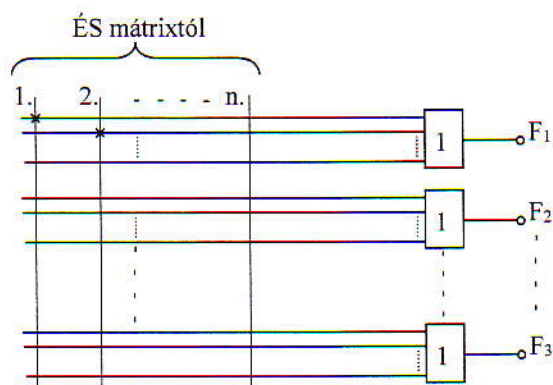 ÉS mátrixtól
1. 2. - - - - - n.
1 F1
1 F2
1 F3